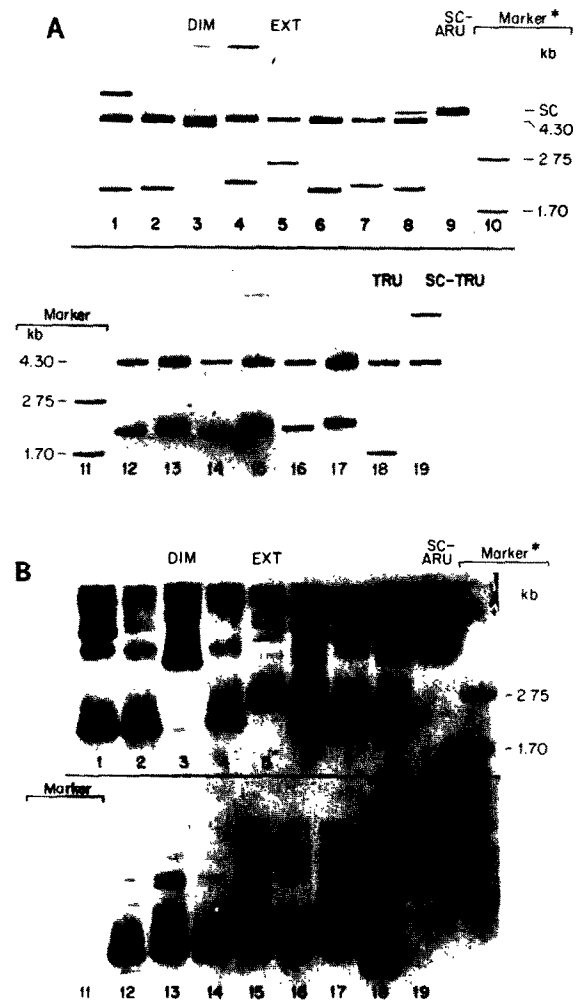 A
DIM EXT SC-ARU Marker*
kb
SC
4.30
2.75
1.70
1 2 3 4 5 6 7 8 9 10
TRU SC-TRU
Marker
kb
4.30
2.75
1.70
11 12 13 14 15 16 17 18 19
B
DIM EXT SC-ARU Marker*
kb
2.75
1.70
1 2 3
Marker
11 12 13 14 15 16 17 18 19